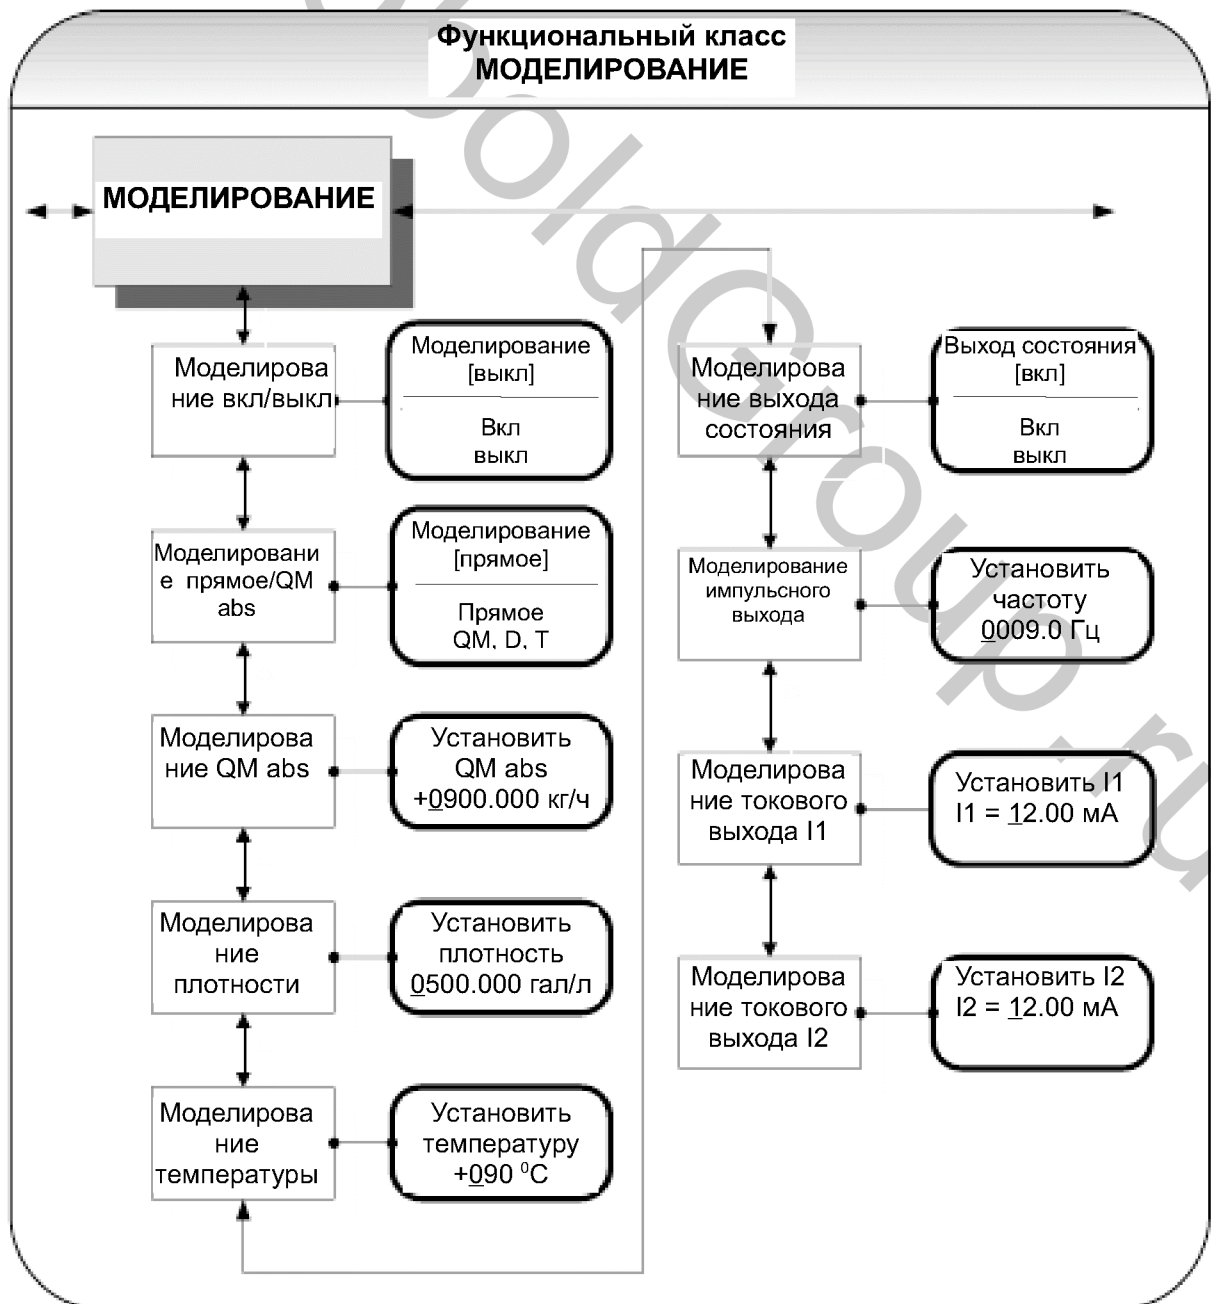 Функциональный класс
МОДЕЛИРОВАНИЕ
МОДЕЛИРОВАНИЕ
Моделирова
ние вкл/выкл
Моделирование
[выкл]
Вкл
выкл
Моделировани
е прямое/QM
abs
Моделирование
[прямое]
Прямое
QM, D, T
Моделирова
ние QM abs
Установить
QM abs
+0900.000 кг/ч
Моделирова
ние
плотности
Установить
плотность
0500.000 гал/л
Моделирова
ние
температуры
Установить
температуру
+090 ⁰C
Моделирова
ние выхода
состояния
Выход состояния
[вкл]
Вкл
выкл
Моделирование
импульсного
выхода
Установить
частоту
0009.0 Гц
Моделирова
ние токового
выхода I1
Установить I1
I1 = 12.00 мА
Моделирова
ние токового
выхода I2
Установить I2
I2 = 12.00 мА